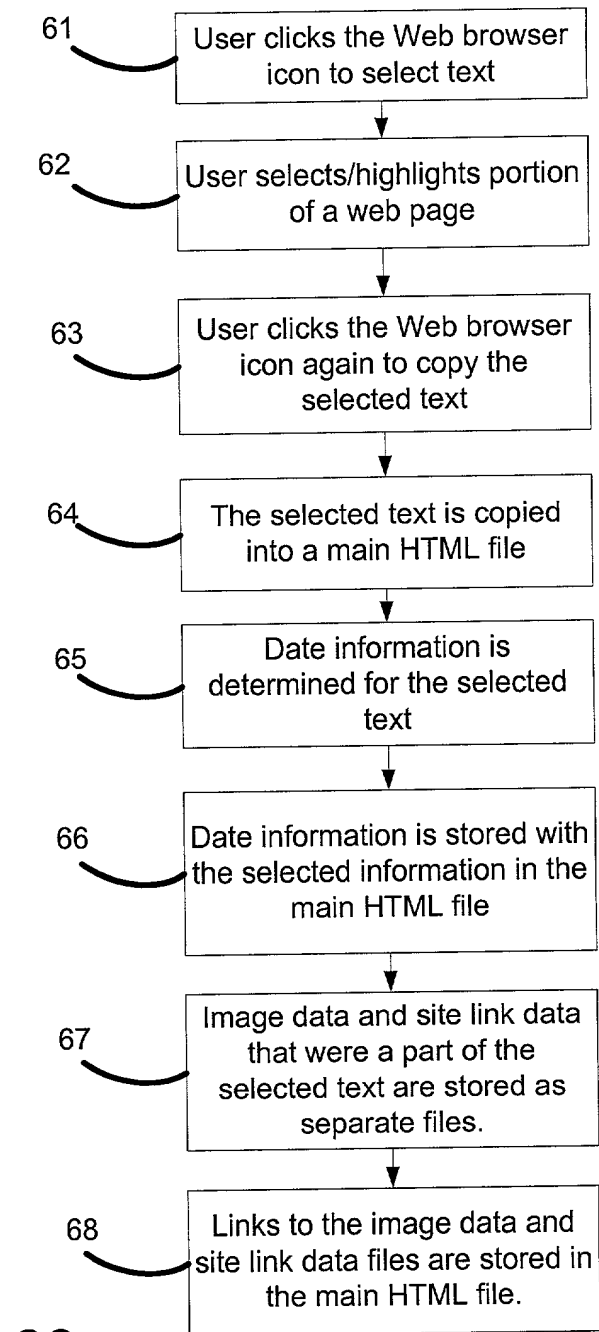 61
User clicks the Web browser
icon to select text
62
User selects/highlights portion
of a web page
63
User clicks the Web browser
icon again to copy the
selected text
64
The selected text is copied
into a main HTML file
65
Date information is
determined for the selected
text
66
Date information is stored with
the selected information in the
main HTML file
67
Image data and site link data
that were a part of the
selected text are stored as
separate files.
68
Links to the image data and
site link data files are stored in
the main HTML file.